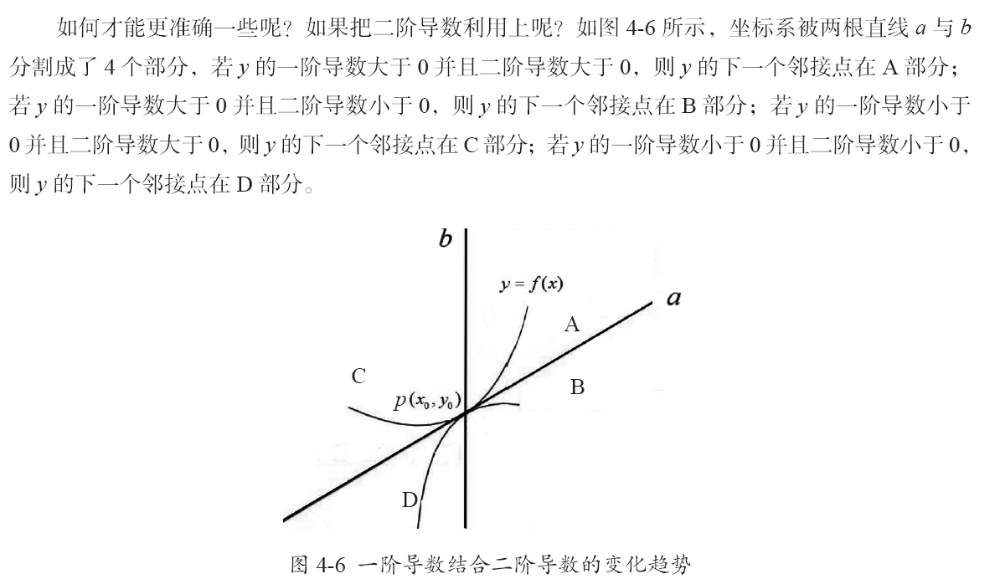 如何才能更准确一些呢？如果把二阶导数利用上呢？如图 4-6 所示，坐标系被两根直线 a 与 b
分割成了 4 个部分，若 y 的一阶导数大于 0 并且二阶导数大于 0，则 y 的下一个邻接点在 A 部分；
若 y 的一阶导数大于 0 并且二阶导数小于 0，则 y 的下一个邻接点在 B 部分；若 y 的一阶导数小于
0 并且二阶导数大于 0，则 y 的下一个邻接点在 C 部分；若 y 的一阶导数小于 0 并且二阶导数小于 0，
则 y 的下一个邻接点在 D 部分。
b
y = f(x)
a
A
C
B
p(x₀, y₀)
D
图 4-6 一阶导数结合二阶导数的变化趋势